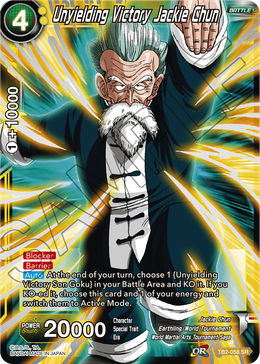 4
Unyielding Victory Jackie Chun
BATTLE
+10000
Blocker
Barrier
Auto At the end of your turn, choose 1 {Unyielding
Victory Son Goku} in your Battle Area and KO it. If you
KO-ed it, choose this card and 1 of your energy and
switch them to Active Mode.
POWER 20000
Character Jackie Chun
Special Trait Earthling/World Tournament
Era World Martial Arts Tournament Saga
BANDAI MADE IN JAPAN
TB2-058 SR